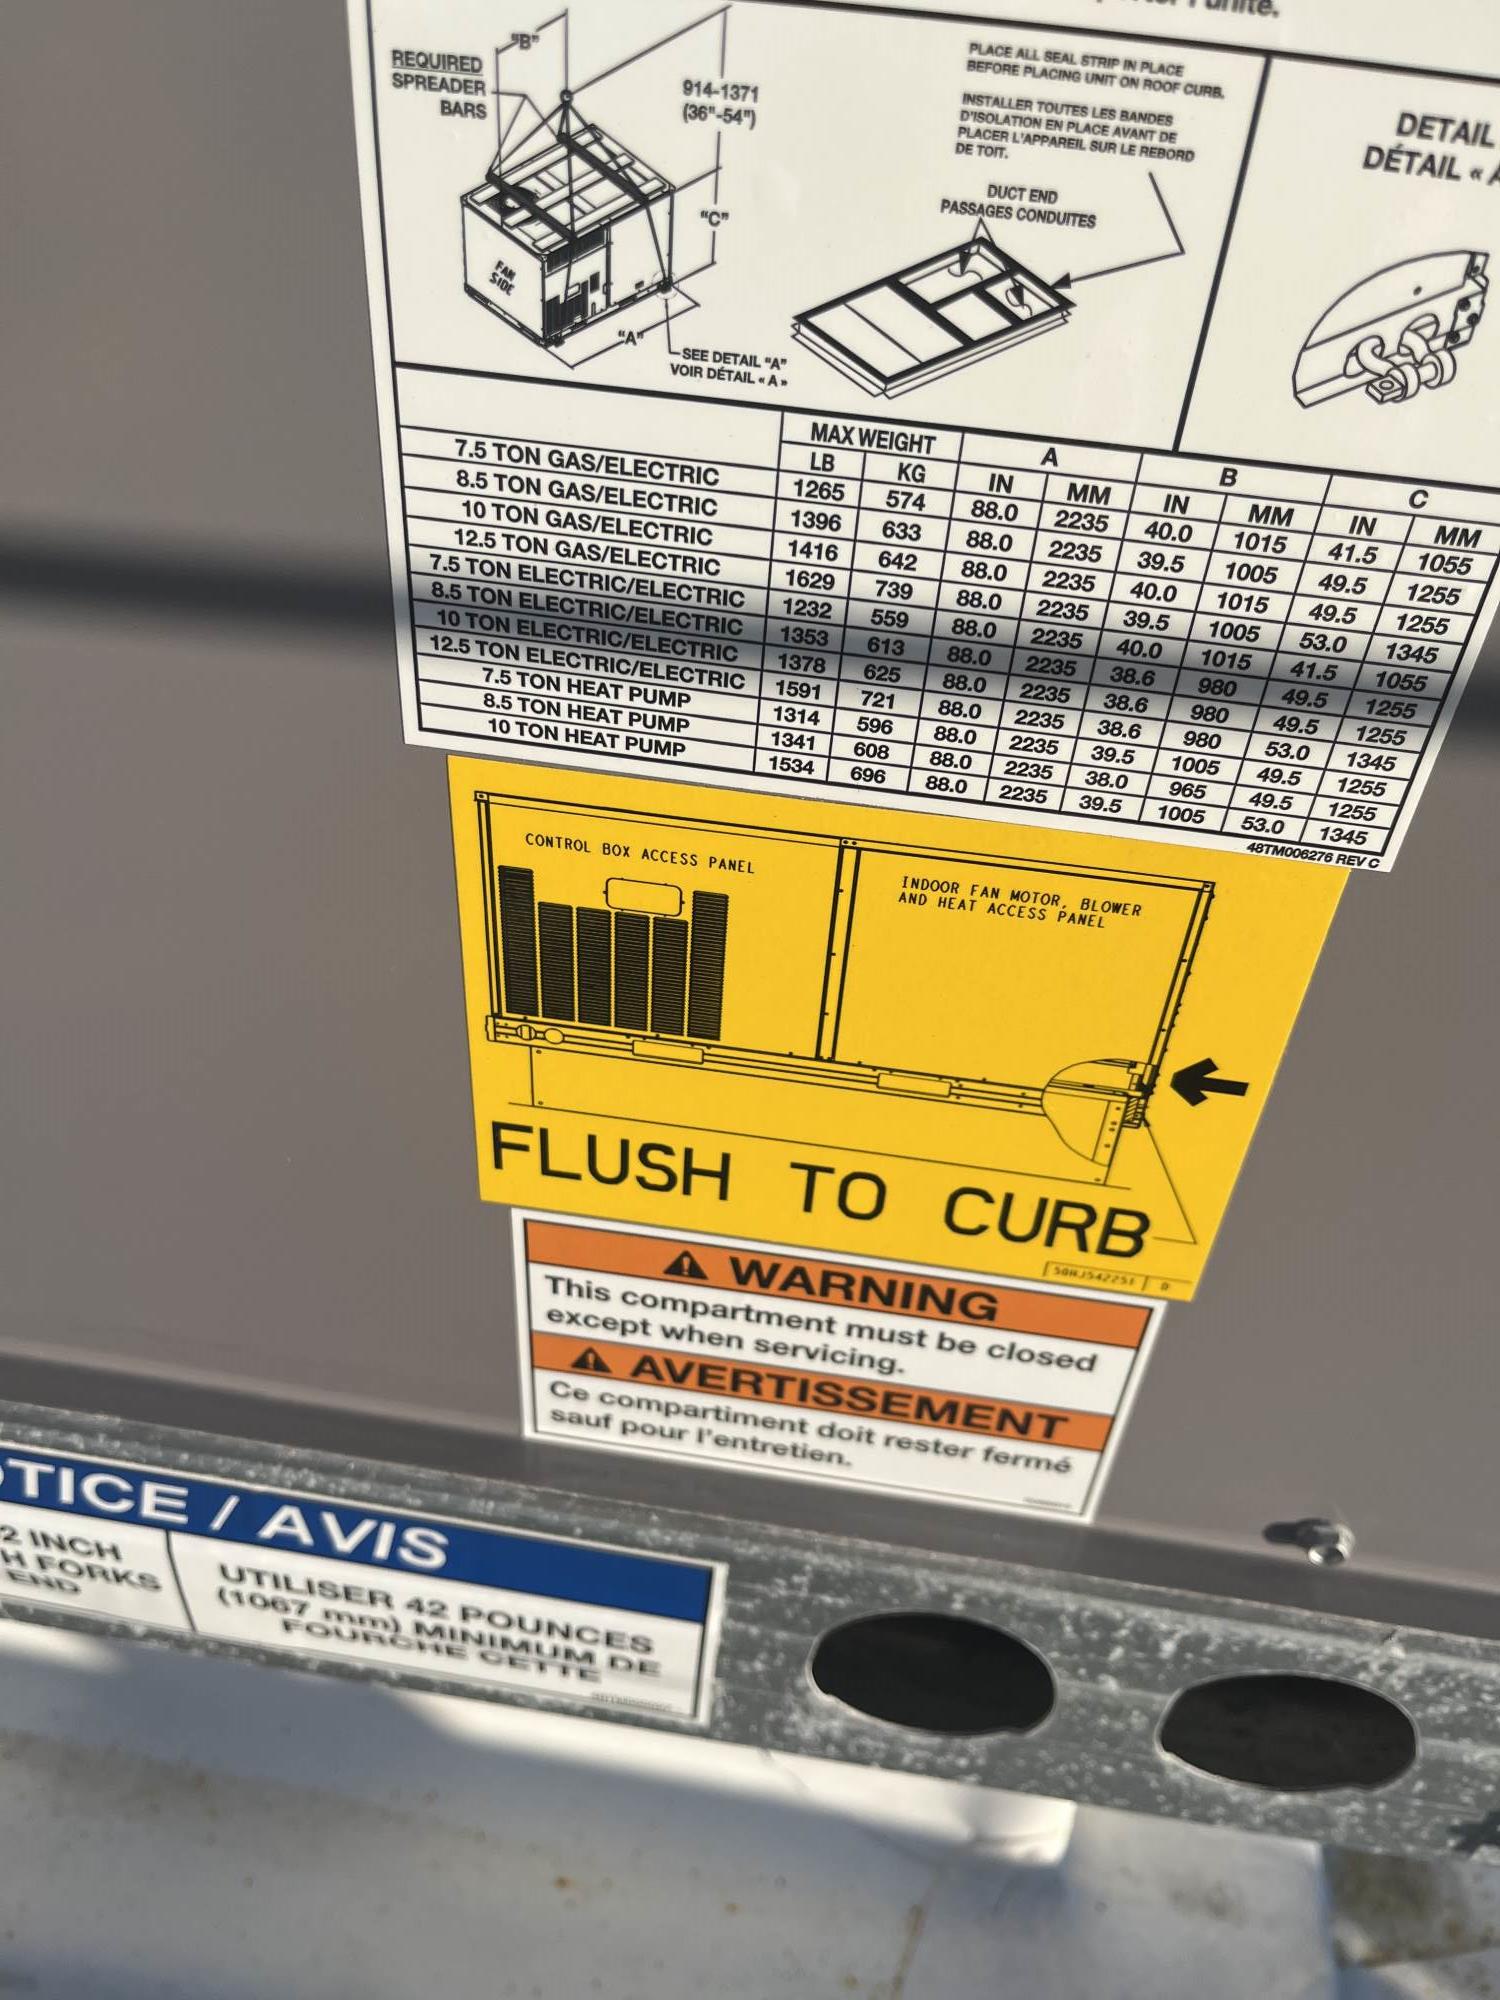 l'unité.
"B"
REQUIRED
SPREADER
BARS
914-1371
(36"-54")
"C"
FAN
SIDE
"A"
SEE DETAIL "A"
VOIR DÉTAIL « A »
PLACE ALL SEAL STRIP IN PLACE
BEFORE PLACING UNIT ON ROOF CURB.
INSTALLER TOUTES LES BANDES
D'ISOLATION EN PLACE AVANT DE
PLACER L'APPAREIL SUR LE REBORD
DE TOIT.
DUCT END
PASSAGES CONDUITES
DETAIL
DÉTAIL « A
MAX WEIGHT A B C
LB KG IN MM IN MM IN MM
7.5 TON GAS/ELECTRIC 1265 574 88.0 2235 40.0 1015 41.5 1055
8.5 TON GAS/ELECTRIC 1396 633 88.0 2235 39.5 1005 49.5 1255
10 TON GAS/ELECTRIC 1416 642 88.0 2235 40.0 1015 49.5 1255
12.5 TON GAS/ELECTRIC 1629 739 88.0 2235 39.5 1005 53.0 1345
7.5 TON ELECTRIC/ELECTRIC 1232 559 88.0 2235 40.0 1015 41.5 1055
8.5 TON ELECTRIC/ELECTRIC 1353 613 88.0 2235 38.6 980 49.5 1255
10 TON ELECTRIC/ELECTRIC 1378 625 88.0 2235 38.6 980 49.5 1255
12.5 TON ELECTRIC/ELECTRIC 1591 721 88.0 2235 38.6 980 53.0 1345
7.5 TON HEAT PUMP 1314 596 88.0 2235 39.5 1005 49.5 1255
8.5 TON HEAT PUMP 1341 608 88.0 2235 38.0 965 49.5 1255
10 TON HEAT PUMP 1534 696 88.0 2235 39.5 1005 53.0 1345
48TM006276 REV C
CONTROL BOX ACCESS PANEL
INDOOR FAN MOTOR, BLOWER
AND HEAT ACCESS PANEL
FLUSH TO CURB
50HJ542251 D
WARNING
This compartment must be closed
except when servicing.
AVERTISSEMENT
Ce compartiment doit rester fermé
sauf pour l'entretien.
OTICE / AVIS
2 INCH
H FORKS
END
UTILISER 42 POUNCES
(1067 mm) MINIMUM DE
FOURCHE CETTE